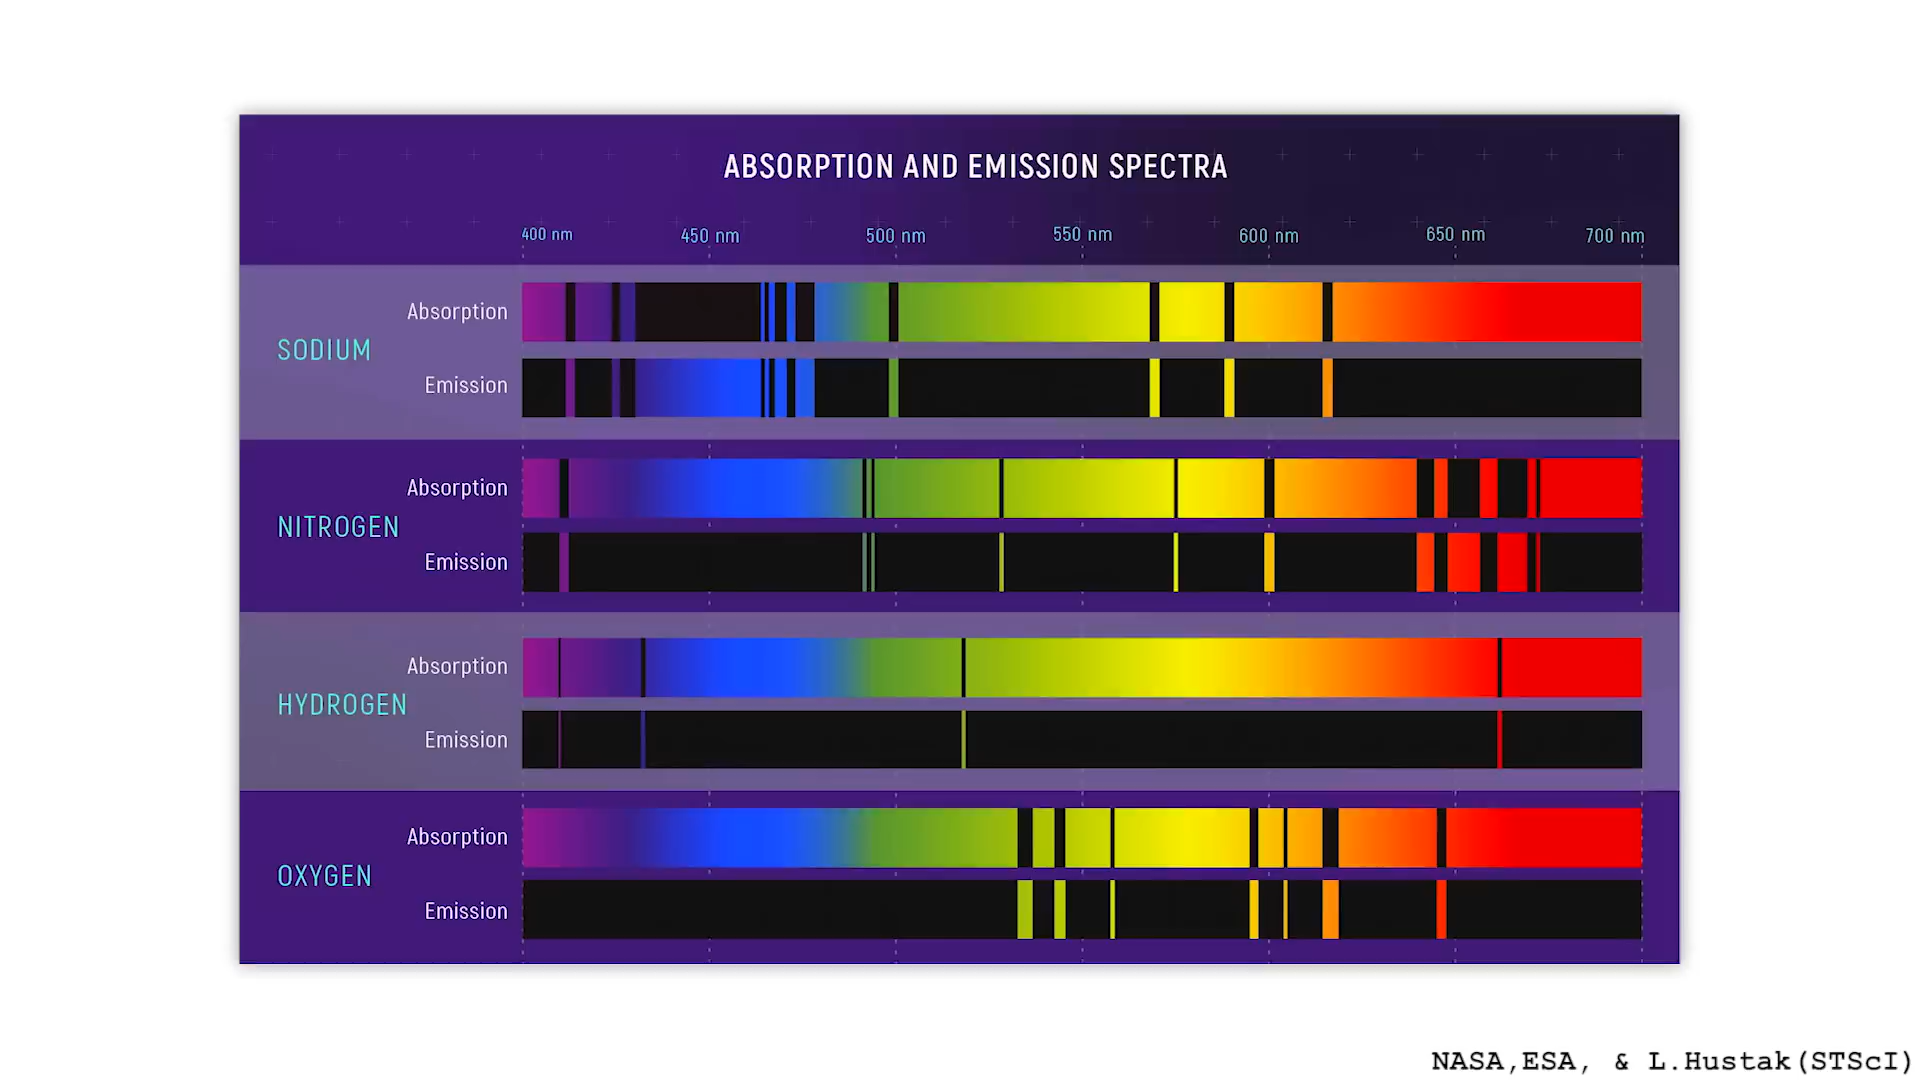 ABSORPTION AND EMISSION SPECTRA
400 nm 450 nm 500 nm 550 nm 600 nm 650 nm 700 nm
SODIUM
Absorption
Emission
NITROGEN
Absorption
Emission
HYDROGEN
Absorption
Emission
OXYGEN
Absorption
Emission
NASA,ESA, & L.Hustak(STScI)